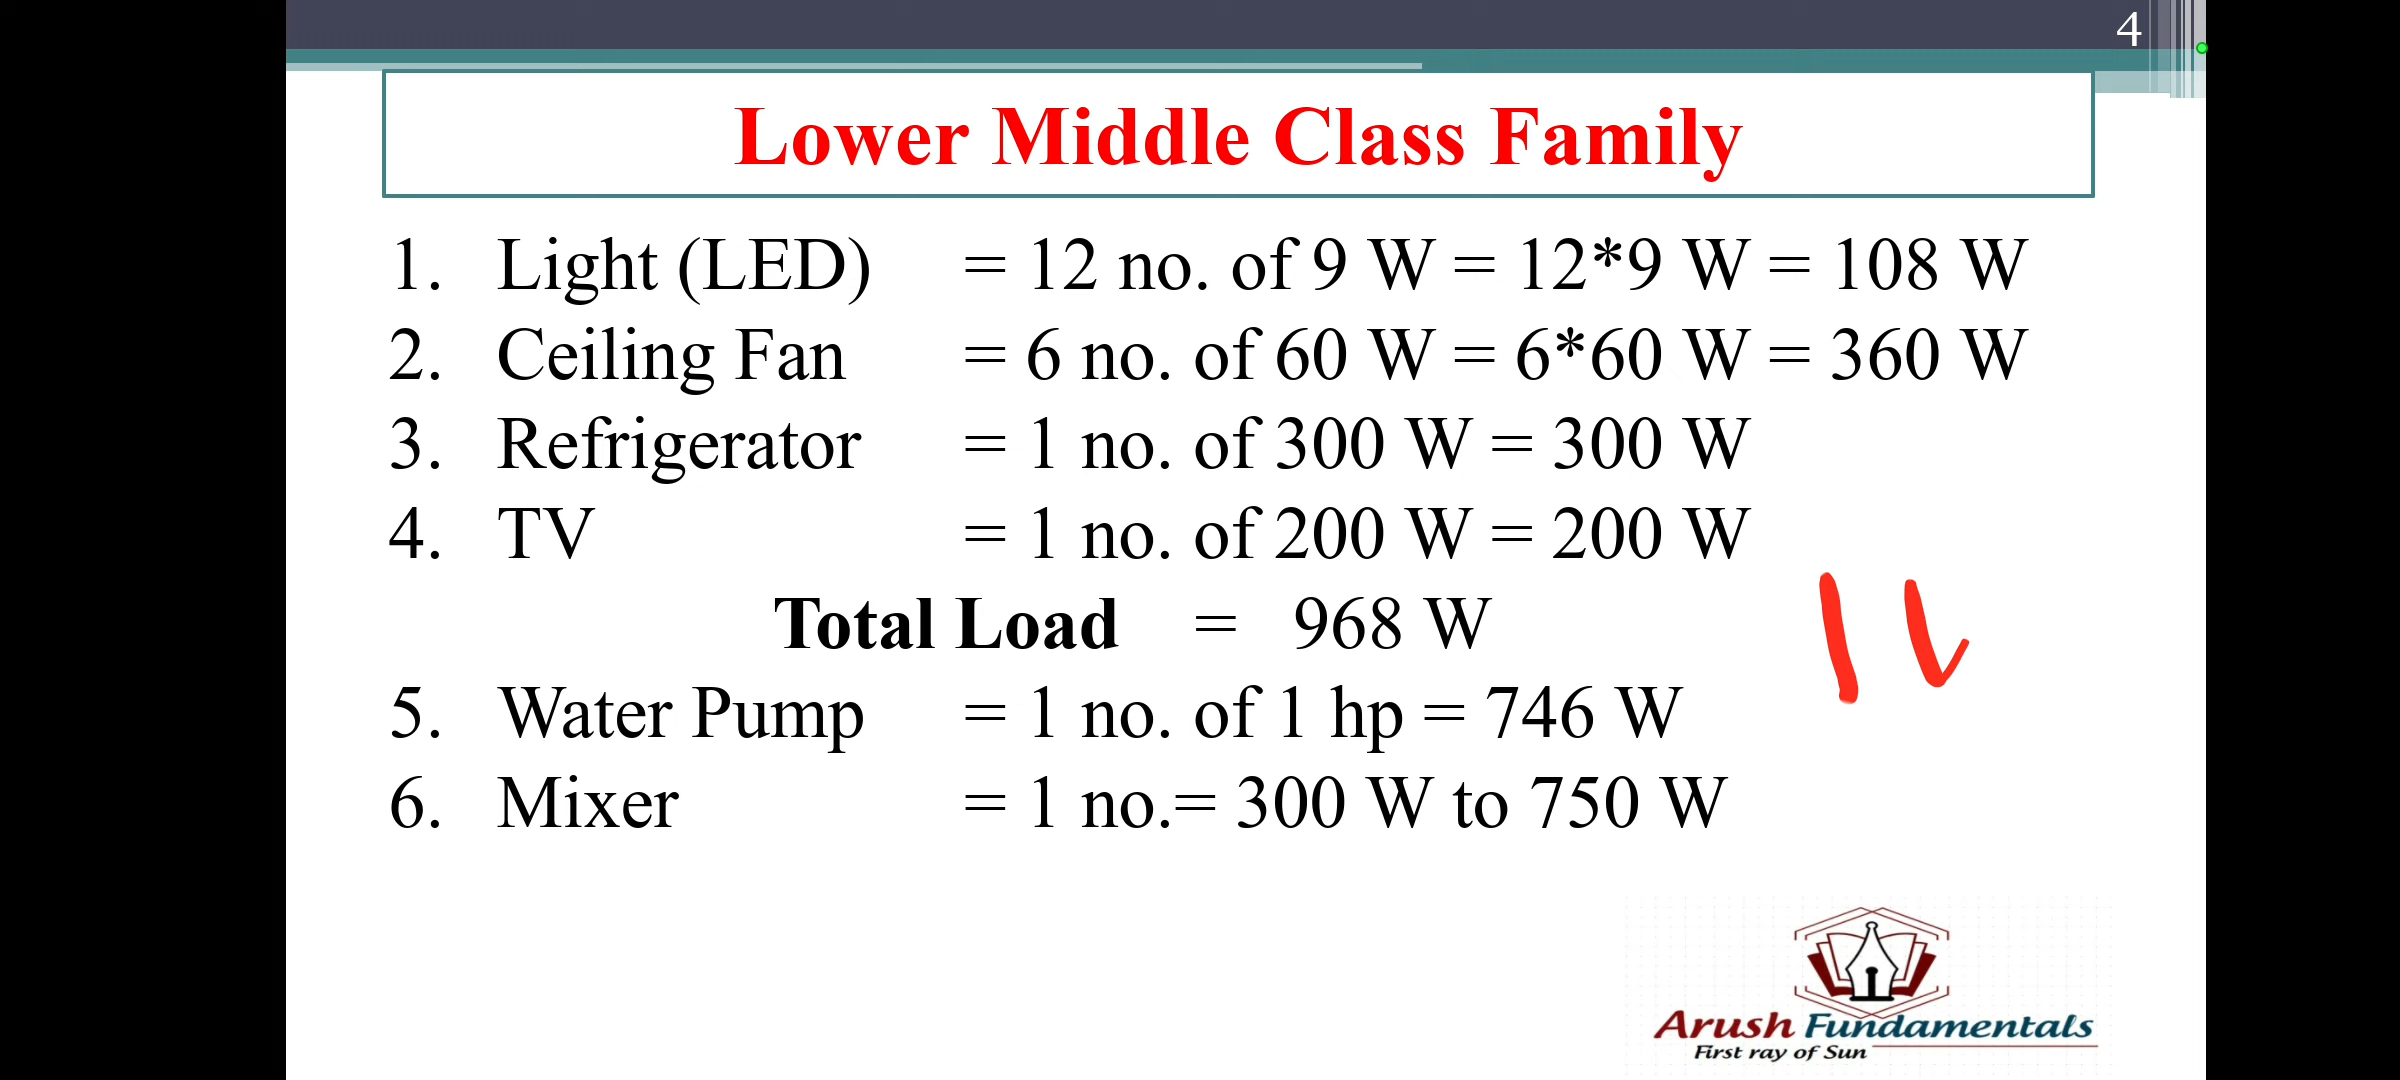 4
Lower Middle Class Family
1. Light (LED) = 12 no. of 9 W = 12*9 W = 108 W
2. Ceiling Fan = 6 no. of 60 W = 6*60 W = 360 W
3. Refrigerator = 1 no. of 300 W = 300 W
4. TV = 1 no. of 200 W = 200 W
Total Load = 968 W
5. Water Pump = 1 no. of 1 hp = 746 W
6. Mixer = 1 no.= 300 W to 750 W
Arush Fundamentals
First ray of Sun